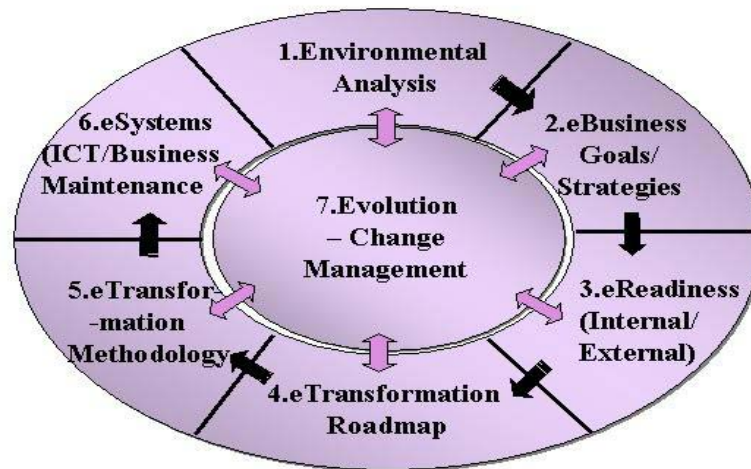 1.Environmental
Analysis
2.eBusiness
Goals/
Strategies
3.eReadiness
(Internal/
External)
4.eTransformation
Roadmap
5.eTransfor-
-mation
Methodology
6.eSystems
(ICT/Business
Maintenance
7.Evolution
– Change
Management